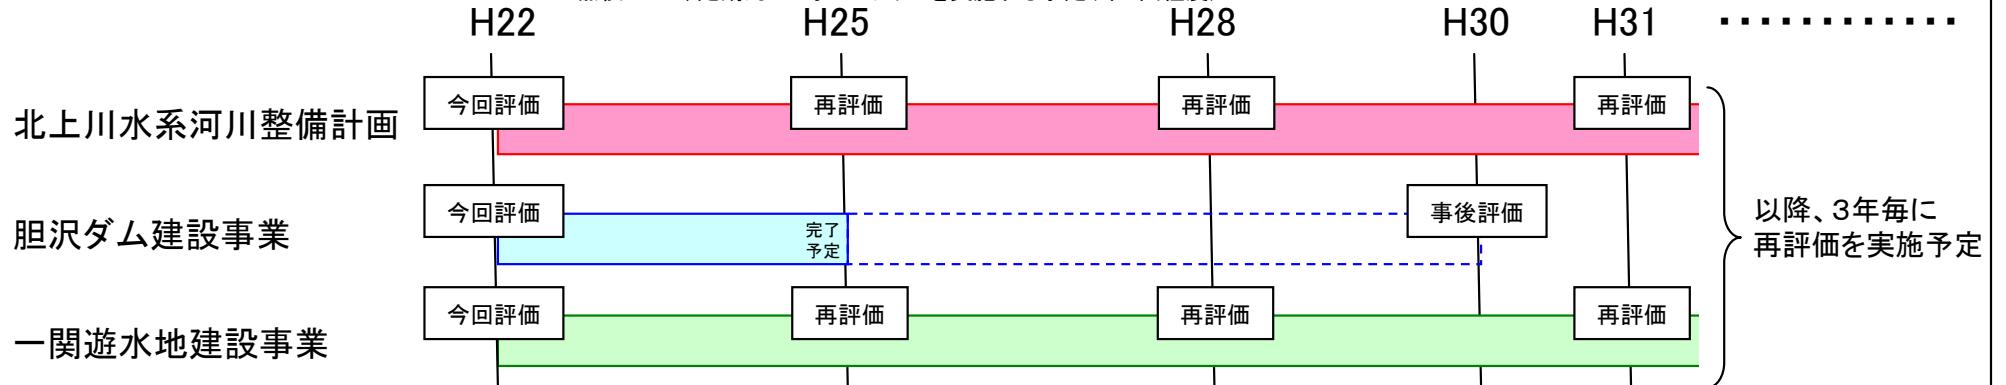 H22 H25 H28 H30 H31 ・・・・・・・・・・・・
北上川水系河川整備計画 今回評価 再評価 再評価 再評価
胆沢ダム建設事業 今回評価 完了 事後評価
予定
以降、3年毎に
再評価を実施予定
一関遊水地建設事業 今回評価 再評価 再評価 再評価